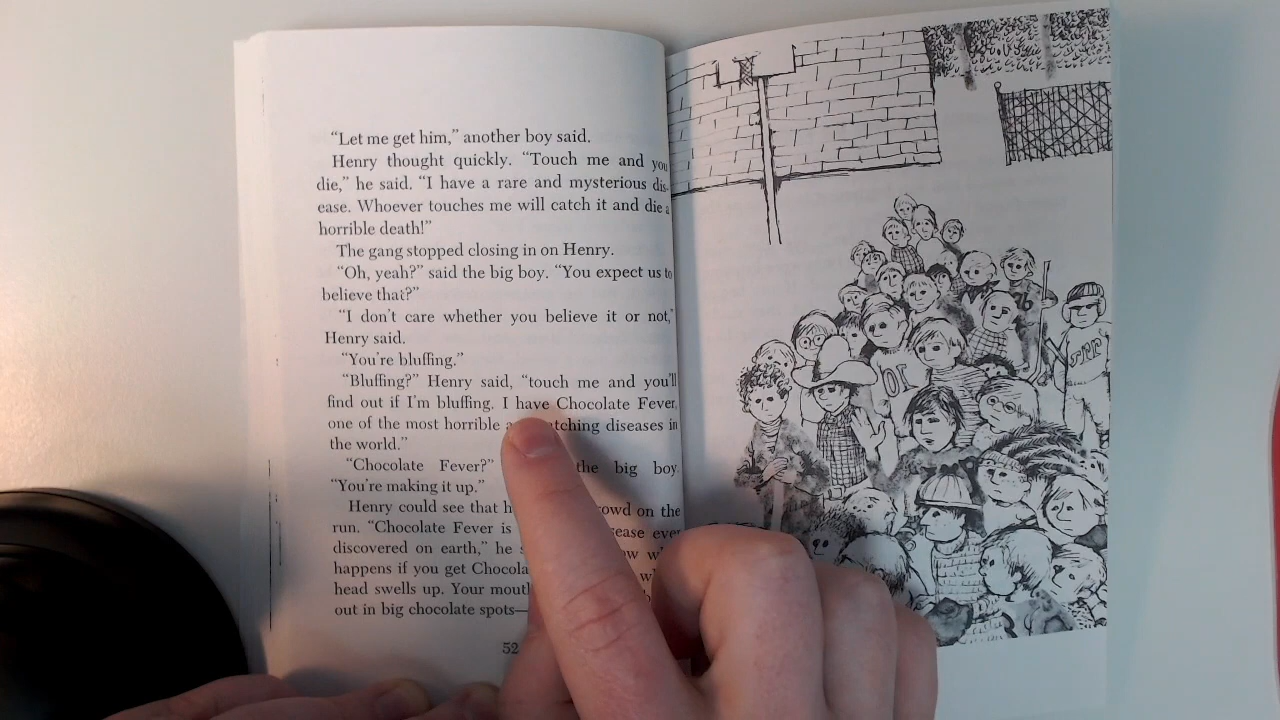 “Let me get him,” another boy said.
Henry thought quickly. “Touch me and you
die,” he said. “I have a rare and mysterious dis-
ease. Whoever touches me will catch it and die a
horrible death!”
The gang stopped closing in on Henry.
“Oh, yeah?” said the big boy. “You expect us to
believe that?”
“I don't care whether you believe it or not,”
Henry said.
“You're bluffing.”
“Bluffing?” Henry said, “touch me and you'll
find out if I'm bluffing. I have Chocolate Fever,
one of the most horrible catching diseases in
the world.”
“Chocolate Fever?” the big boy.
“You're making it up.”
Henry could see that crowd on the
run. “Chocolate Fever is ever
discovered on earth,” he
happens if you get
head swells up. Your
out in big chocolate spots—
52